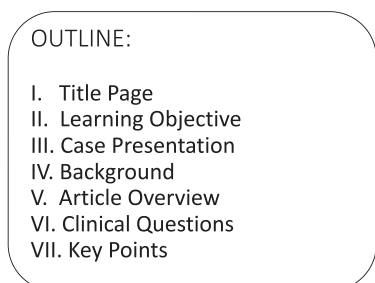 OUTLINE:
I. Title Page
II. Learning Objective
III. Case Presentation
IV. Background
V. Article Overview
VI. Clinical Questions
VII. Key Points